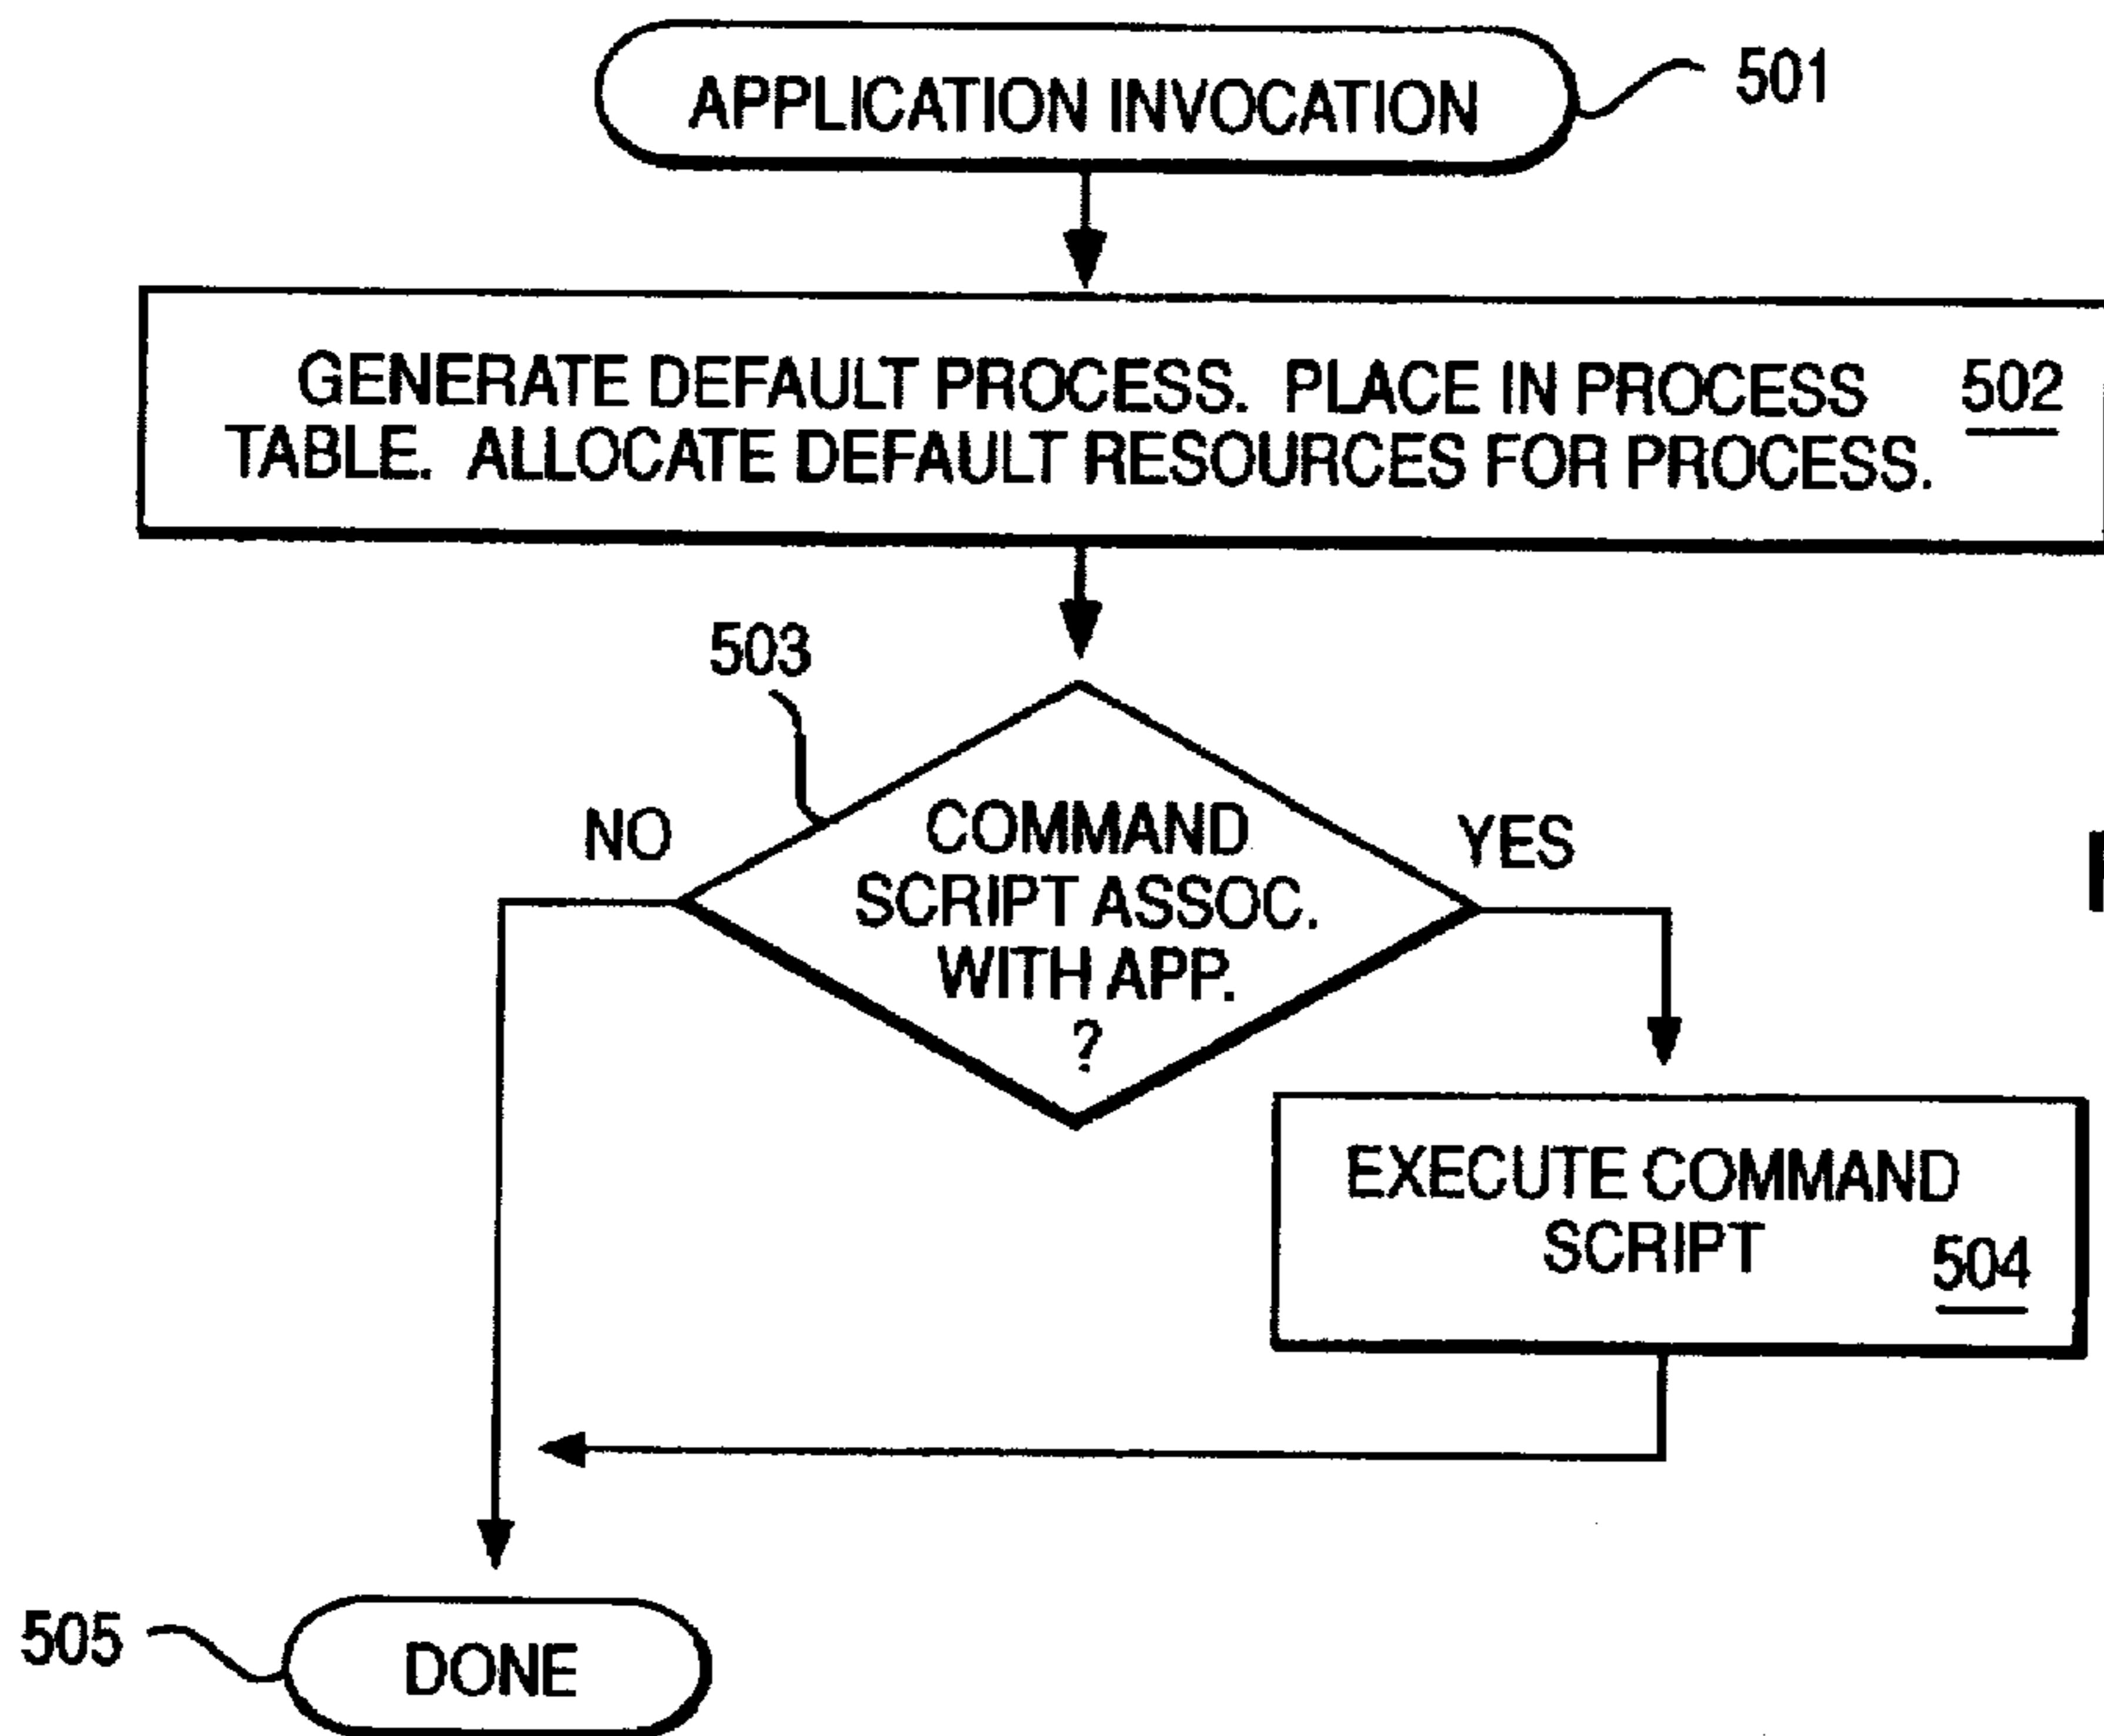 APPLICATION INVOCATION
501
GENERATE DEFAULT PROCESS. PLACE IN PROCESS
502
TABLE. ALLOCATE DEFAULT RESOURCES FOR PROCESS.
503
NO
YES
COMMAND
SCRIPT ASSOC.
WITH APP.
?
EXECUTE COMMAND
SCRIPT
504
505
DONE